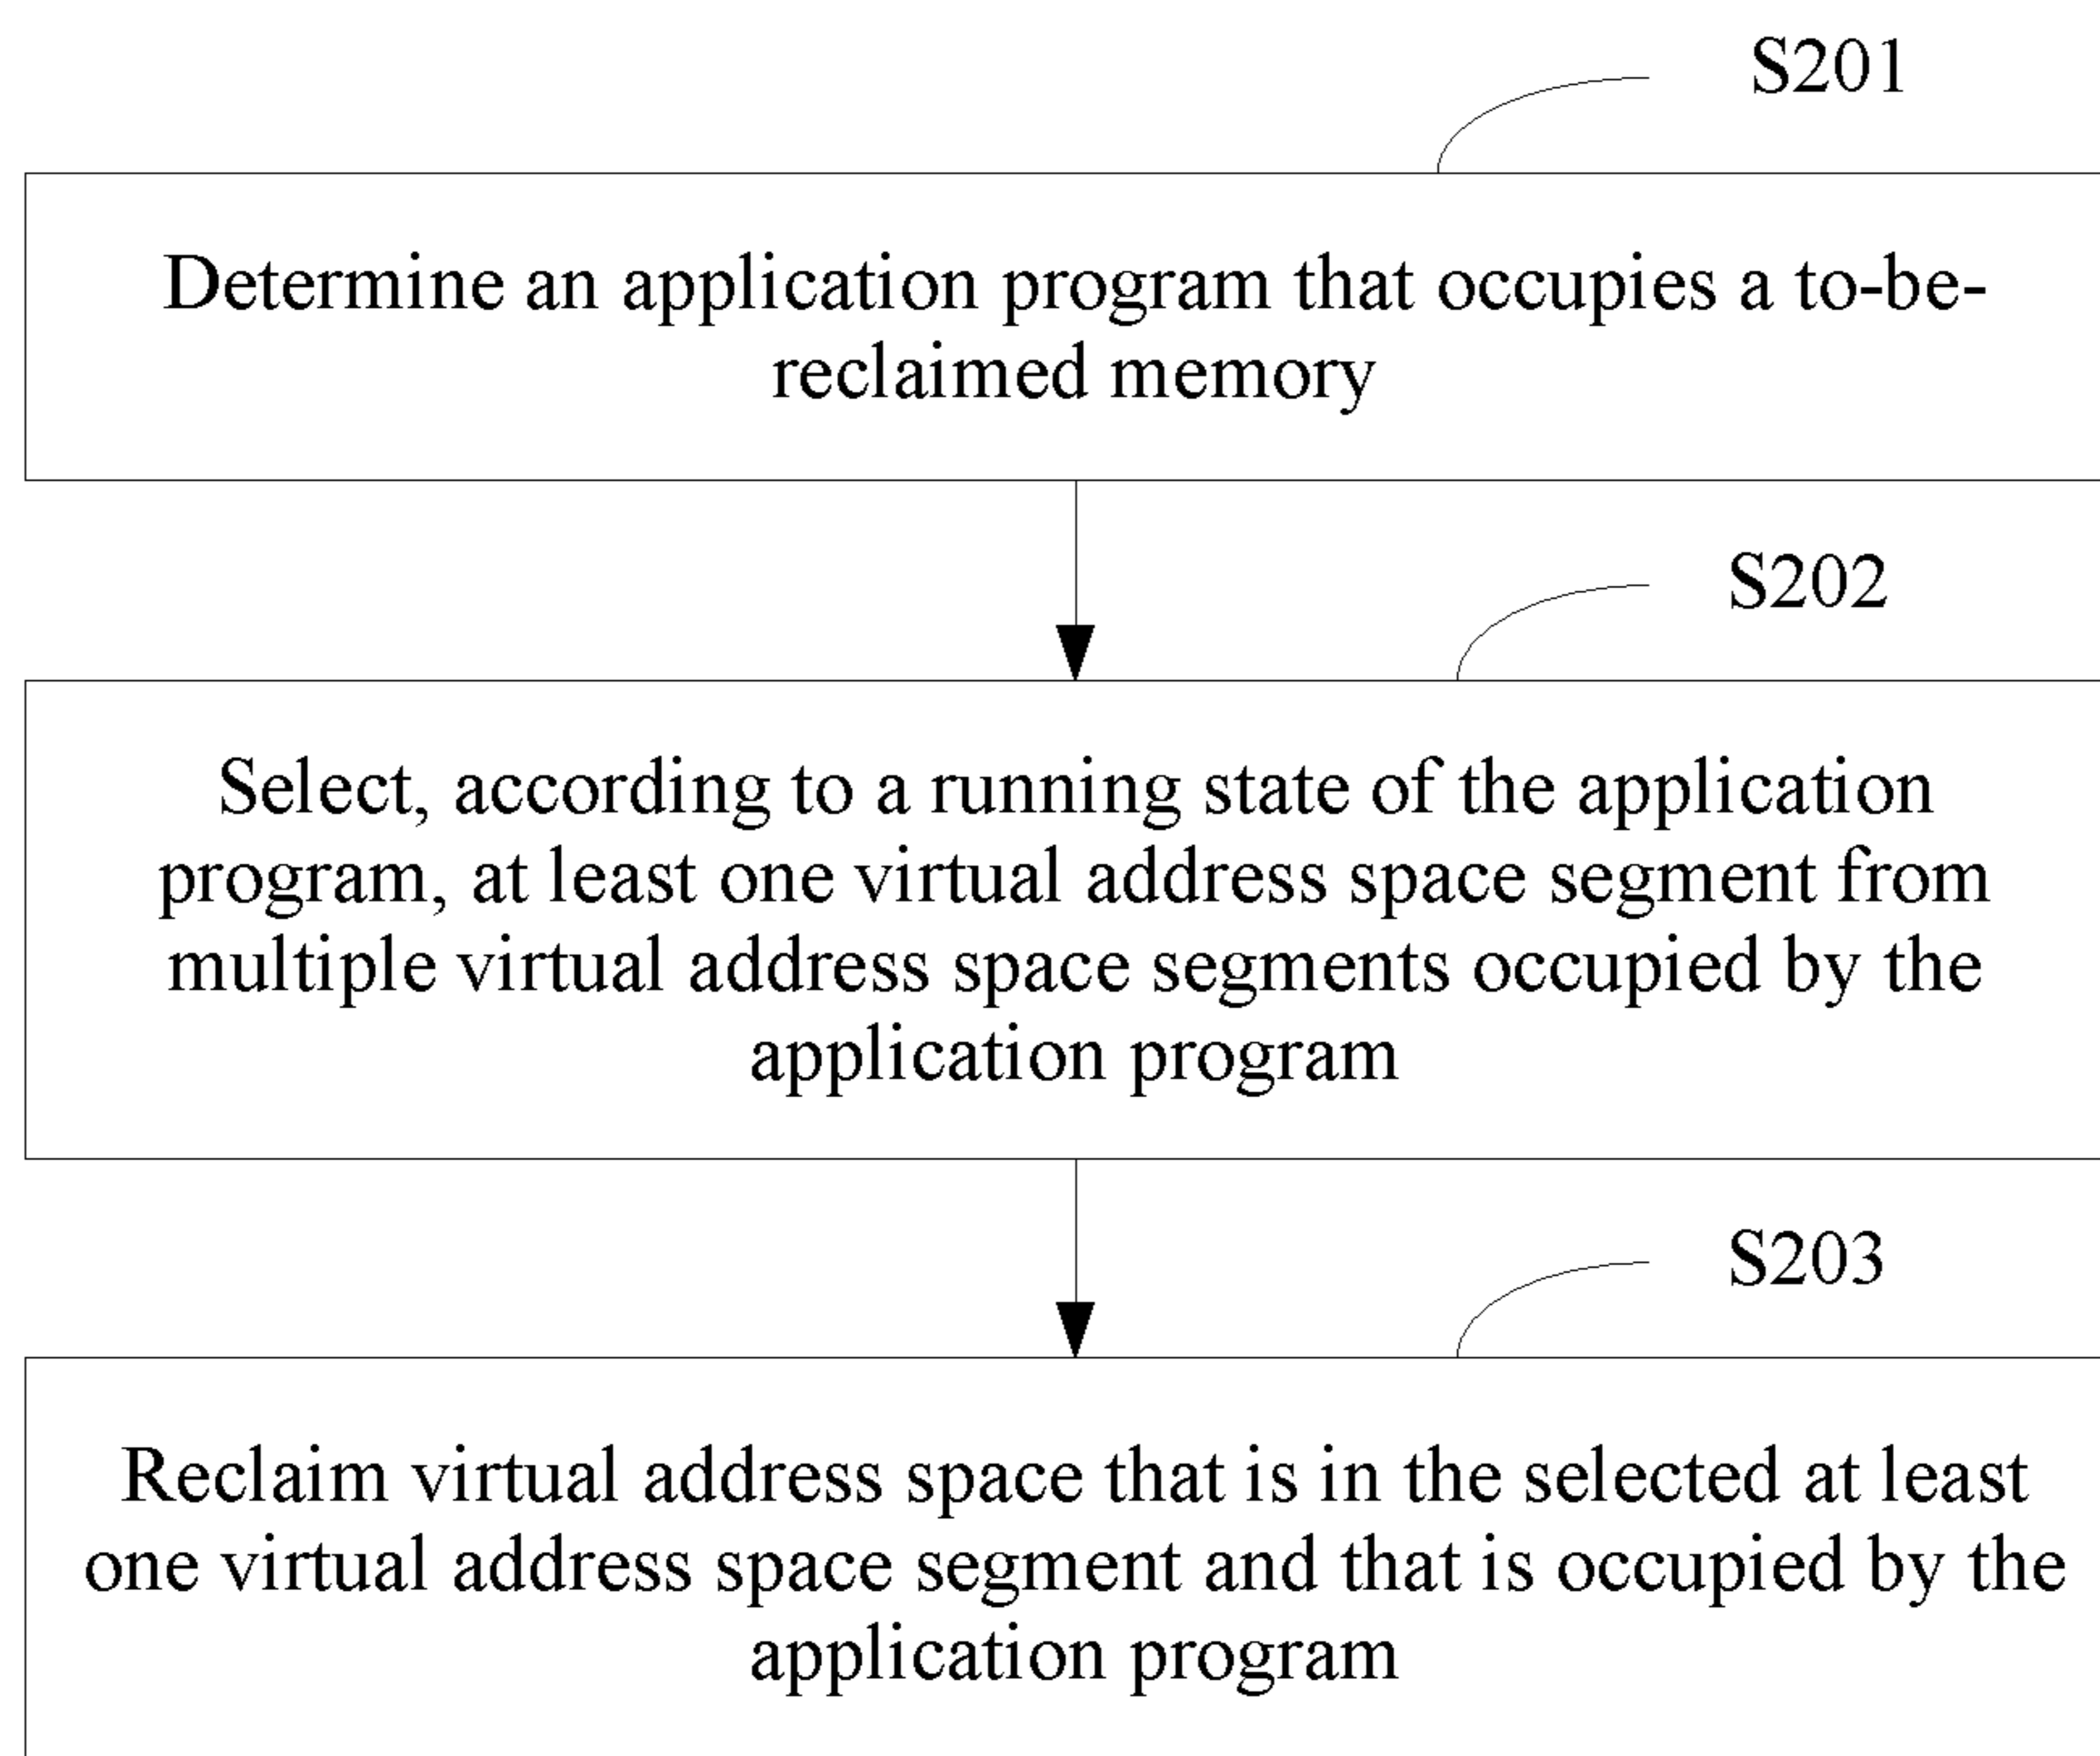 S201
Determine an application program that occupies a to-be-
reclaimed memory
S202
Select, according to a running state of the application
program, at least one virtual address space segment from
multiple virtual address space segments occupied by the
application program
S203
Reclaim virtual address space that is in the selected at least
one virtual address space segment and that is occupied by the
application program